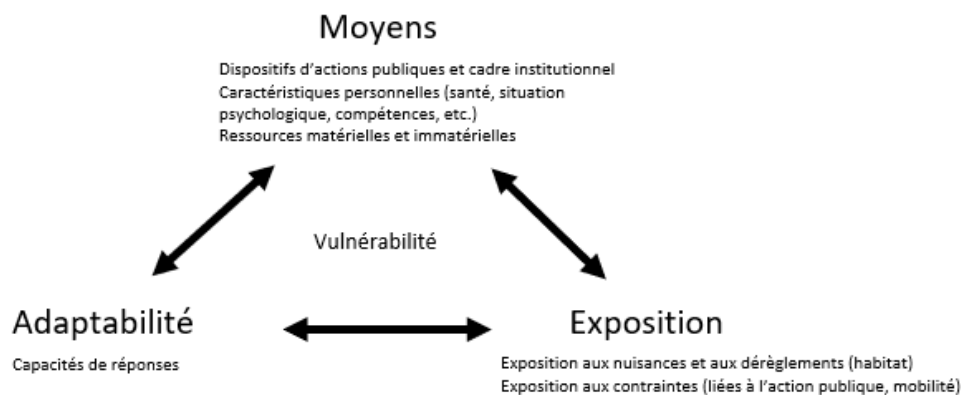 Moyens
Dispositifs d'actions publiques et cadre institutionnel
Caractéristiques personnelles (santé, situation
psychologique, compétences, etc.)
Ressources matérielles et immatérielles
Vulnérabilité
Adaptabilité
Capacités de réponses
Exposition
Exposition aux nuisances et aux dérèglements (habitat)
Exposition aux contraintes (liées à l'action publique, mobilité)